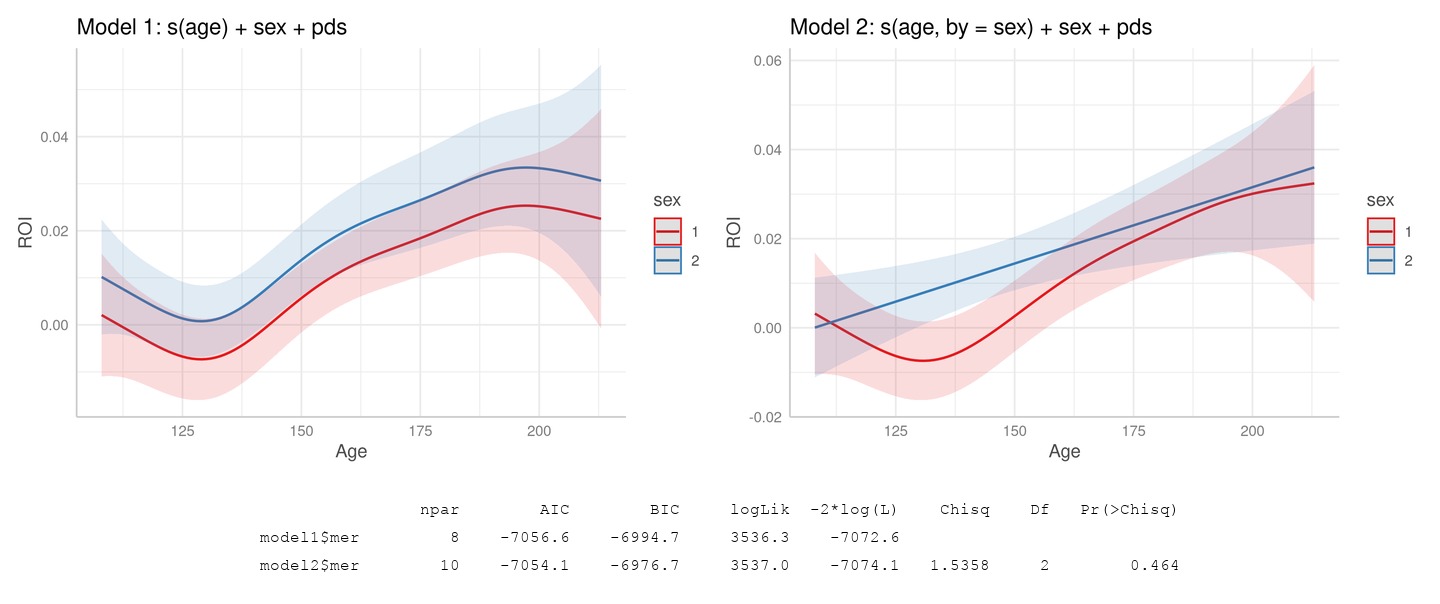 Model 1: s(age) + sex + pds
0.04
0.02
0.00
ROI
125 150 175 200
Age
sex
1
2
Model 2: s(age, by = sex) + sex + pds
0.06
0.04
0.02
0.00
-0.02
ROI
125 150 175 200
Age
sex
1
2
npar AIC BIC logLik -2*log(L) Chisq Df Pr(>Chisq)
model1$mer 8 -7056.6 -6994.7 3536.3 -7072.6
model2$mer 10 -7054.1 -6976.7 3537.0 -7074.1 1.5358 2 0.464